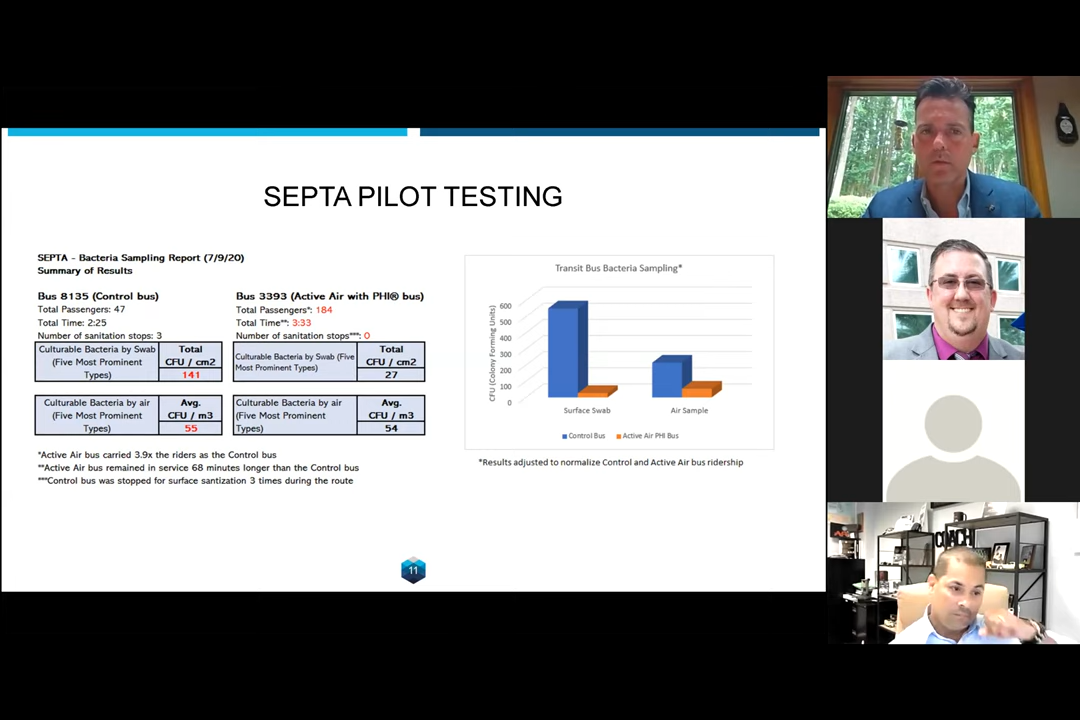 SEPTA PILOT TESTING
SEPTA - Bacteria Sampling Report (7/9/20)
Summary of Results
Bus 8135 (Control bus)
Total Passengers: 47
Total Time: 2:25
Number of sanitation stops: 3
Culturable Bacteria by Swab
(Five Most Prominent
Types)
Total
CFU / cm2
141
Culturable Bacteria by air
(Five Most Prominent
Types)
Avg.
CFU / m3
55
Bus 3393 (Active Air with PHI® bus)
Total Passengers*: 184
Total Time**: 3:33
Number of sanitation stops***: 0
Culturable Bacteria by Swab (Five
Most Prominent Types)
Total
CFU / cm2
27
Culturable Bacteria by air
(Five Most Prominent
Types)
Avg.
CFU / m3
54
*Active Air bus carried 3.9x the riders as the Control bus
**Active Air bus remained in service 68 minutes longer than the Control bus
***Control bus was stopped for surface santization 3 times during the route
Transit Bus Bacteria Sampling*
CFU (Colony Forming Units)
600
500
400
300
200
100
0
Surface Swab
Air Sample
Control Bus
Active Air PHI Bus
*Results adjusted to normalize Control and Active Air bus ridership
11
COACH